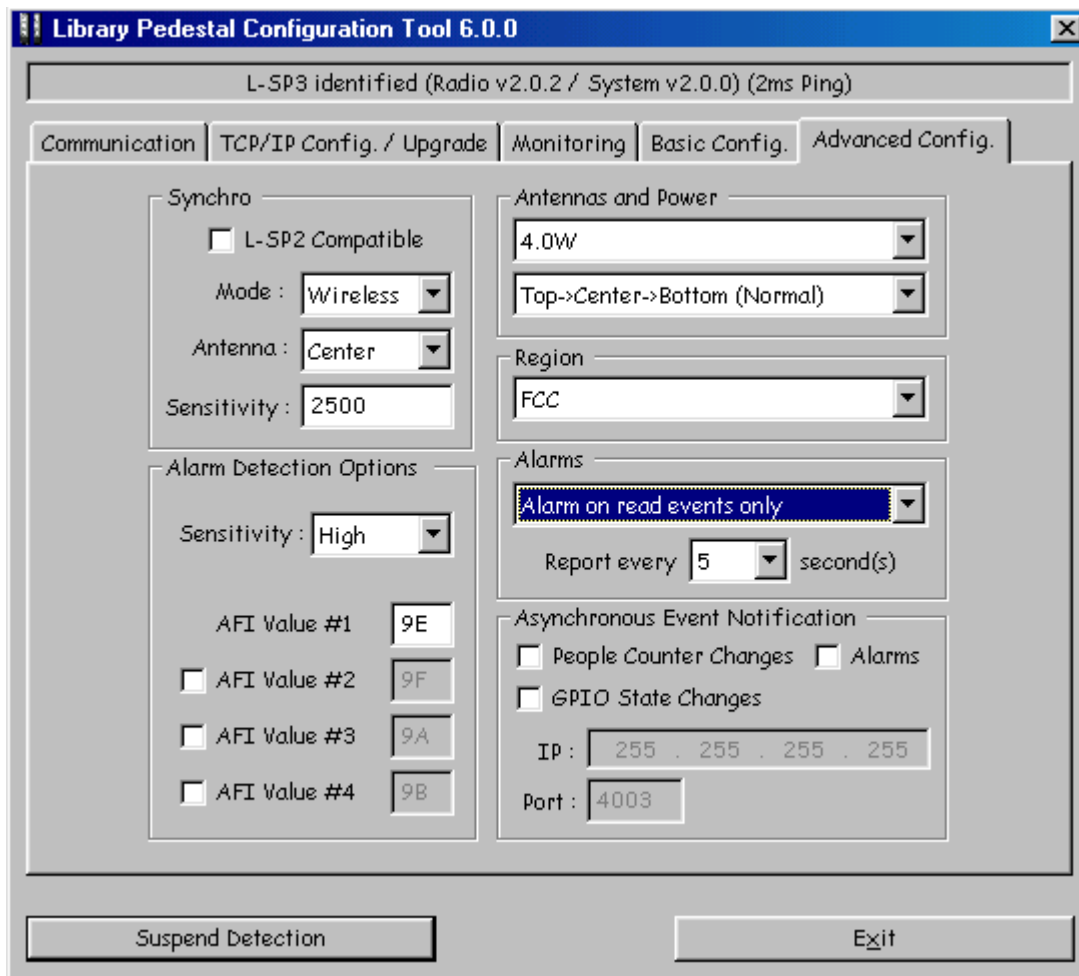 Library Pedestal Configuration Tool 6.0.0
L-SP3 identified (Radio v2.0.2 / System v2.0.0) (2ms Ping)
Communication
TCP/IP Config. / Upgrade
Monitoring
Basic Config.
Advanced Config.
Synchro
L-SP2 Compatible
Mode : Wireless
Antenna : Center
Sensitivity : 2500
Alarm Detection Options
Sensitivity : High
AFI Value #1 9E
AFI Value #2 9F
AFI Value #3 9A
AFI Value #4 9B
Antennas and Power
4.0W
Top->Center->Bottom (Normal)
Region
FCC
Alarms
Alarm on read events only
Report every 5 second(s)
Asynchronous Event Notification
People Counter Changes Alarms
GPIO State Changes
IP : 255 . 255 . 255 . 255
Port : 4003
Suspend Detection
Exit